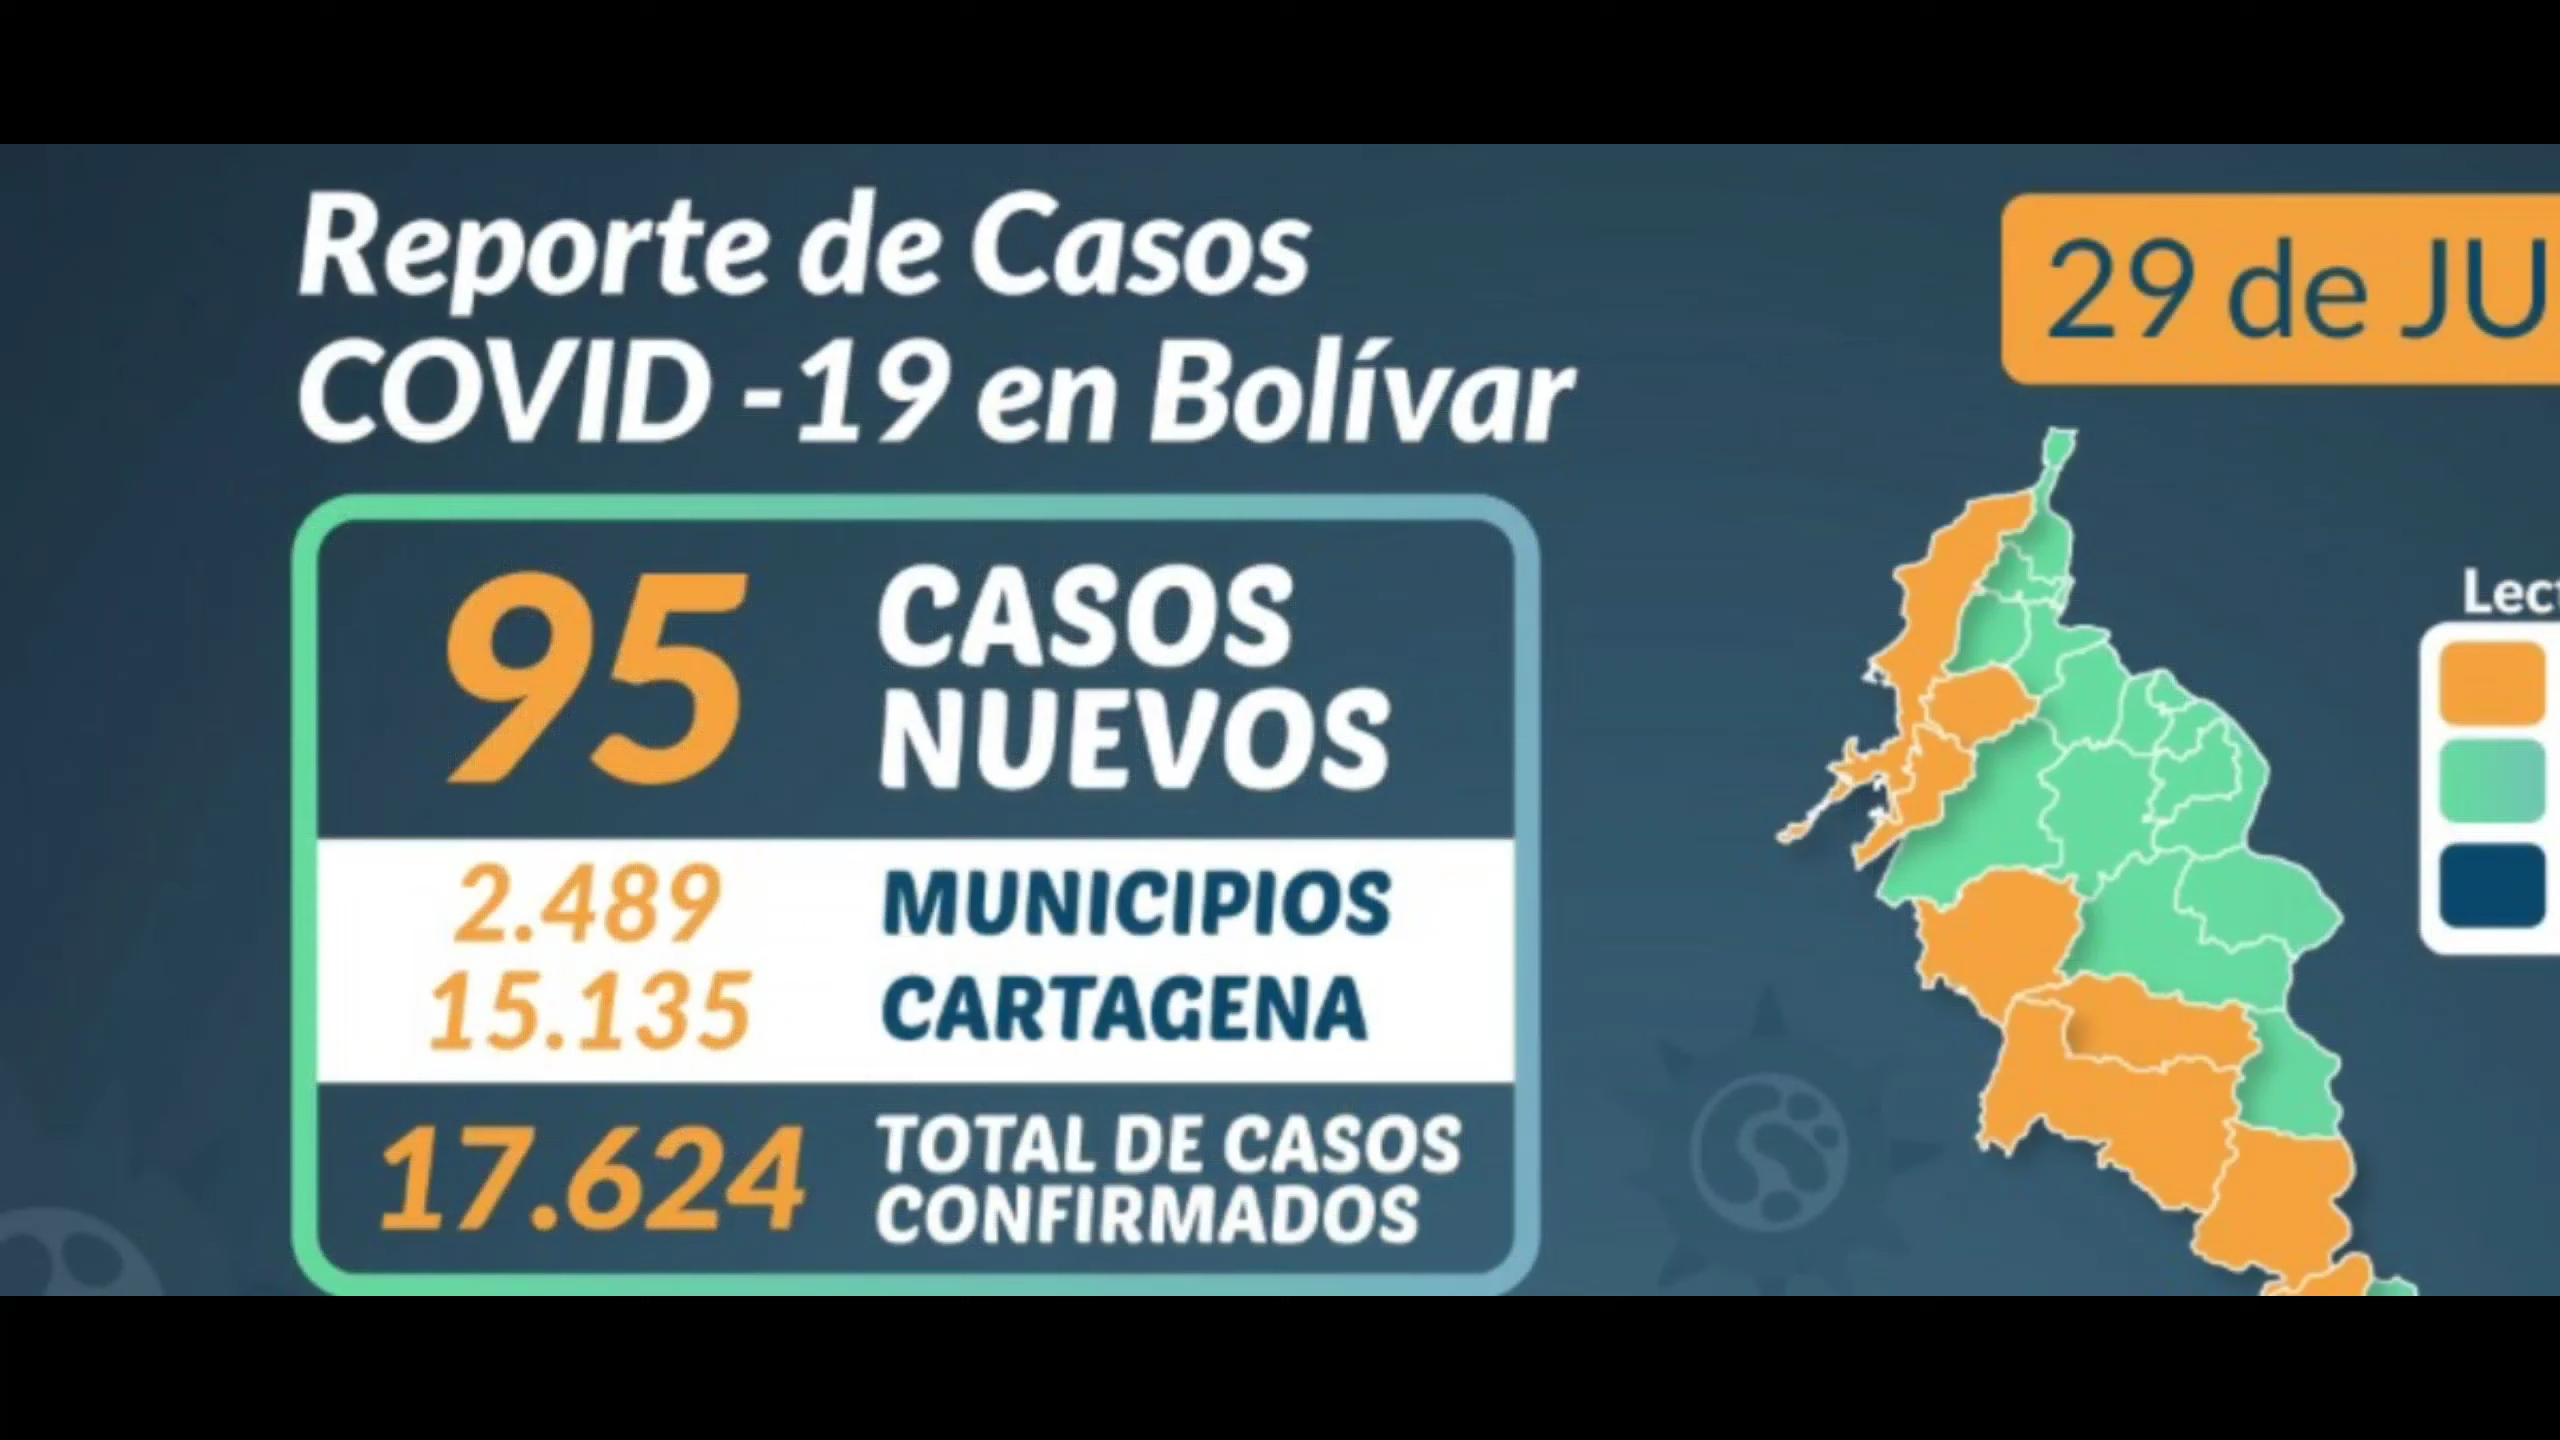 Reporte de Casos
COVID -19 en Bolívar
29 de JU
95 CASOS
NUEVOS
2.489 MUNICIPIOS
15.135 CARTAGENA
17.624 TOTAL DE CASOS
CONFIRMADOS